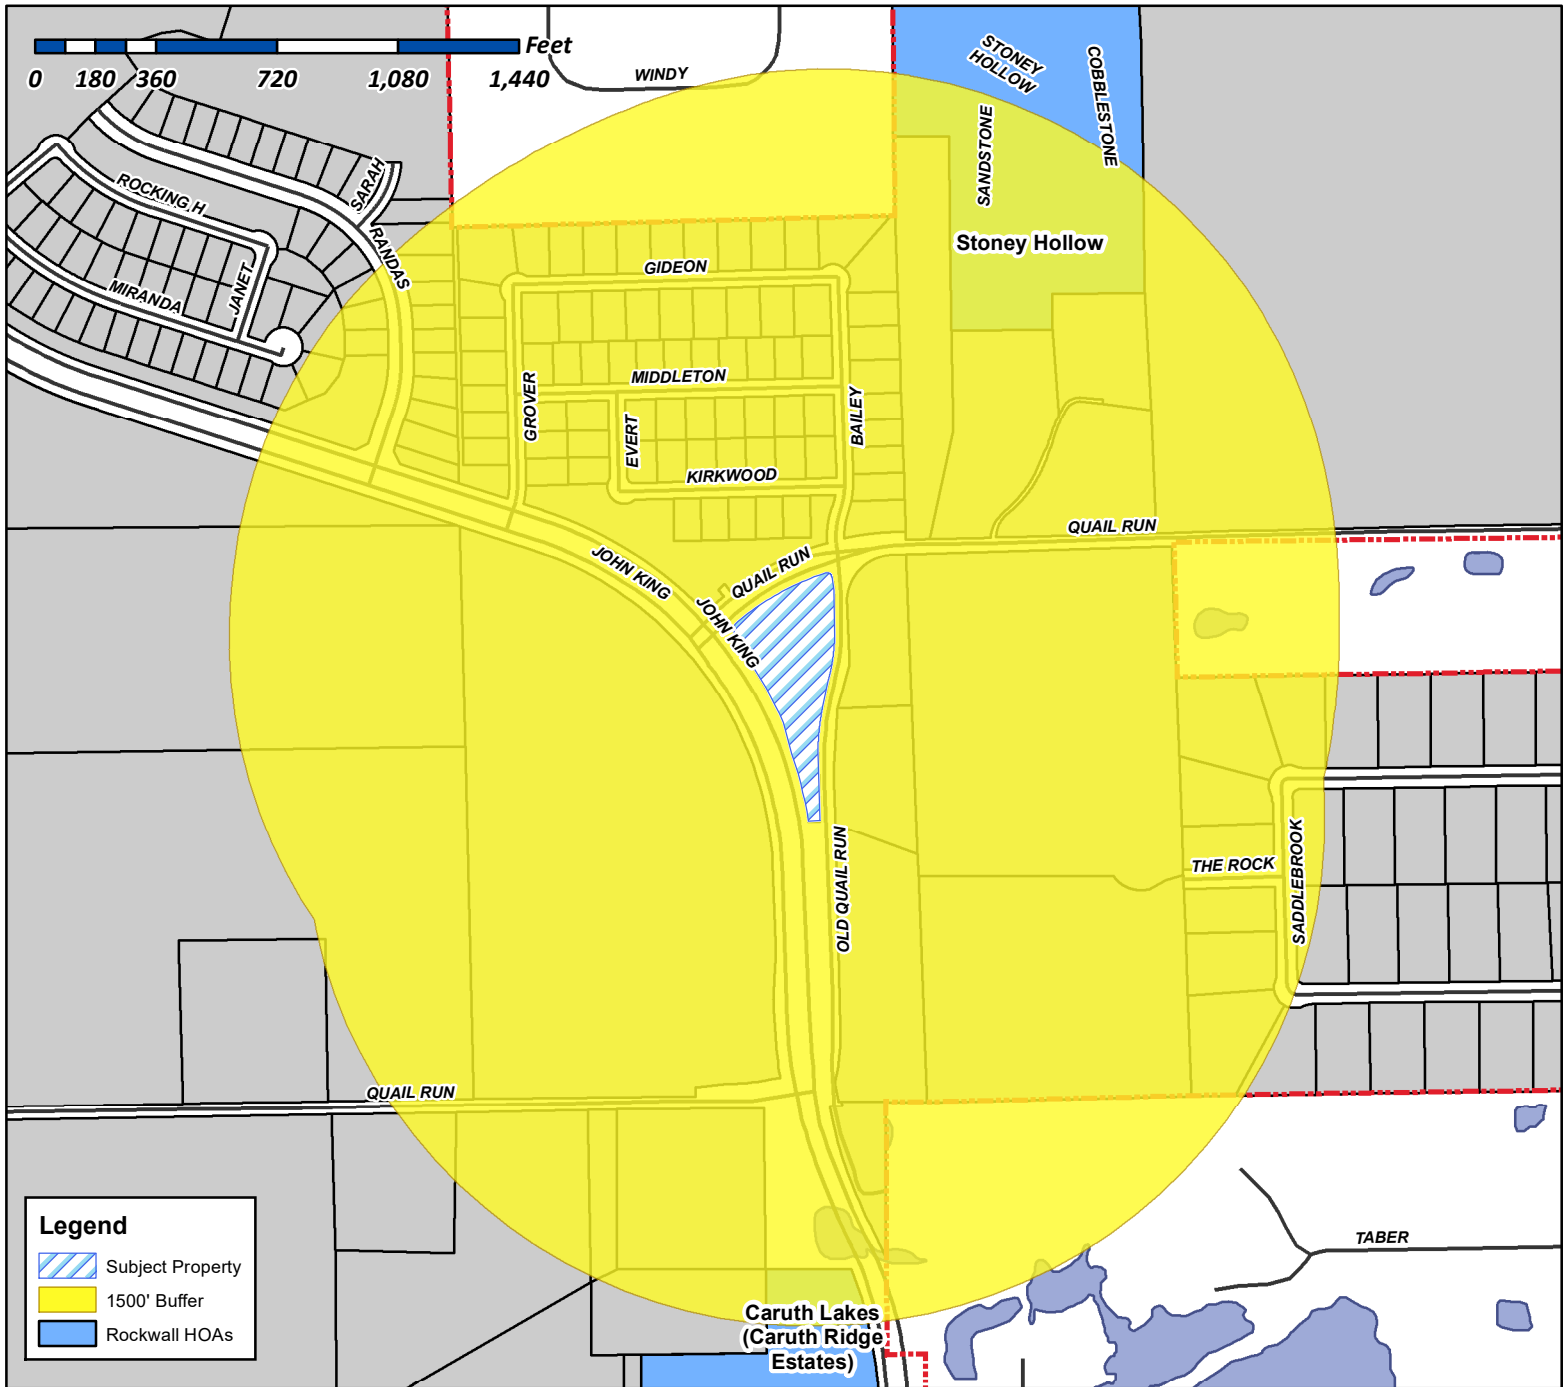 Feet
0 180 360 720 1,080 1,440
WINDY
STONEY
HOLLOW
COBBLESTONE
SANDSTONE
SARAH
ROCKING H
RANDAS
Stoney Hollow
JANET
MIRANDA
GIDEON
MIDDLETON
GROVER
EVERT
BAILEY
KIRKWOOD
QUAIL RUN
JOHN KING
QUAIL RUN
JOHN KING
OLD QUAIL RUN
THE ROCK
SADDLEBROOK
QUAIL RUN
TABER
Caruth Lakes
(Caruth Ridge
Estates)
Legend
Subject Property
1500' Buffer
Rockwall HOAs